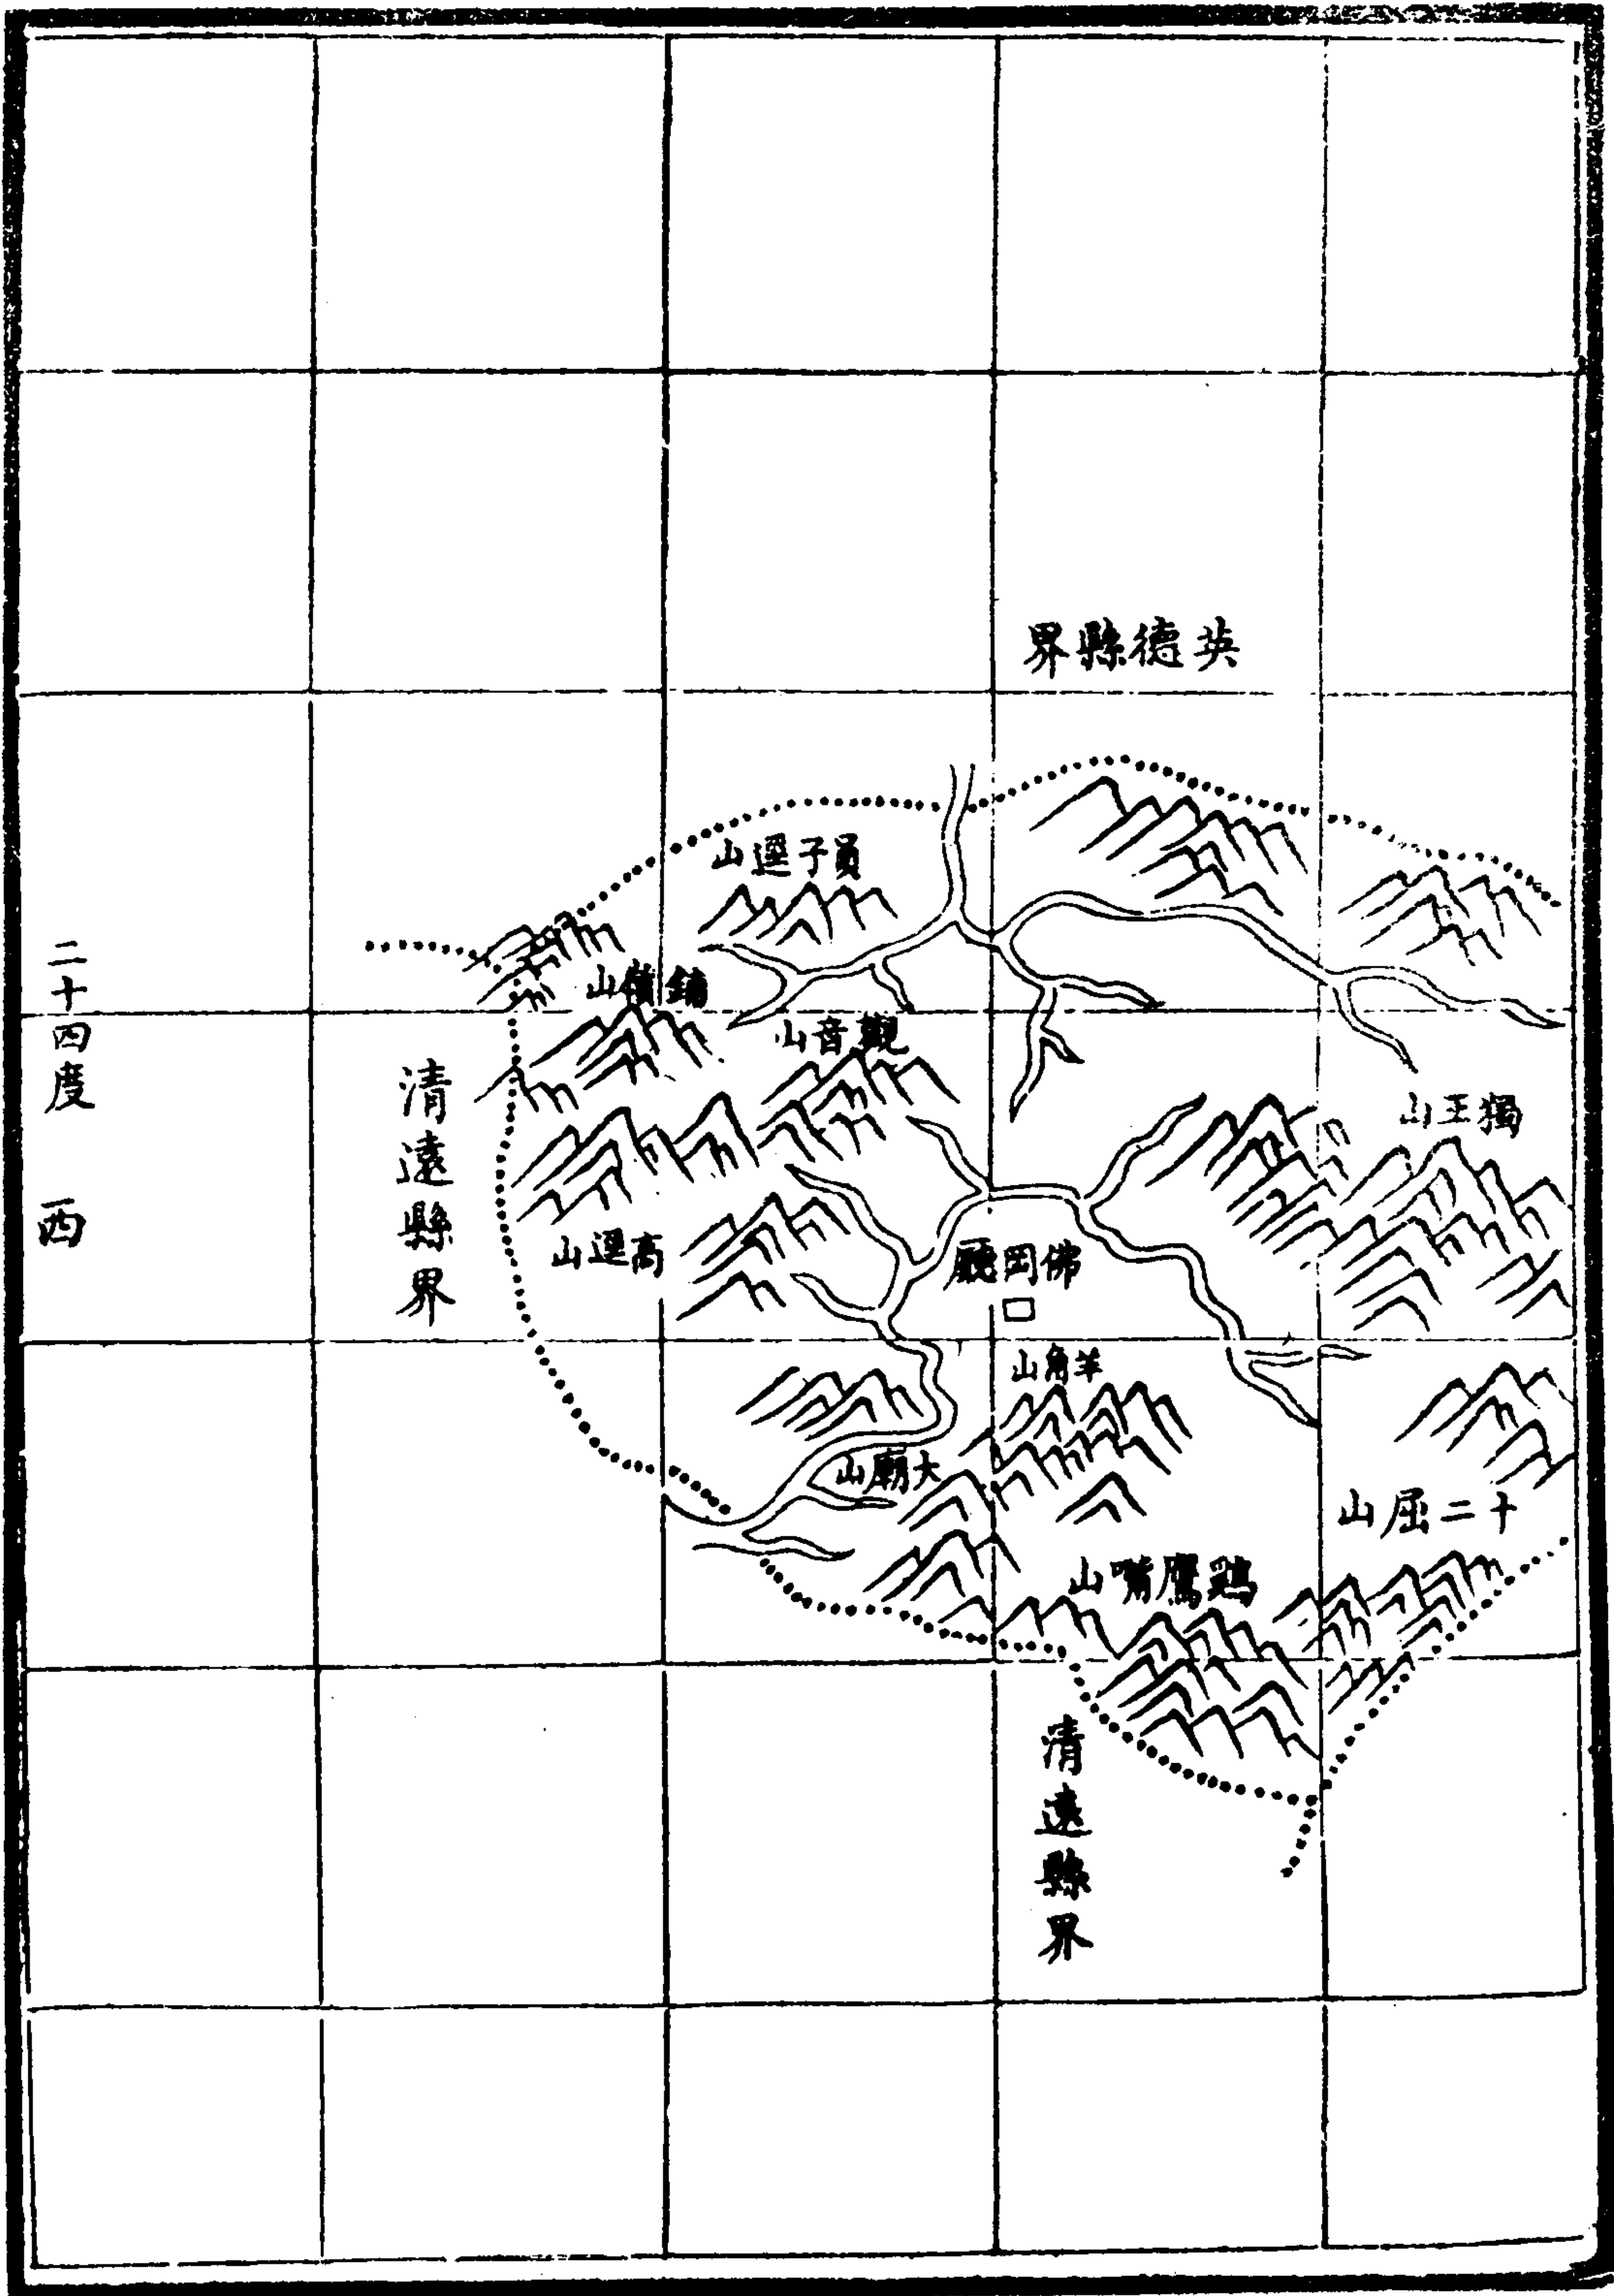 英德縣界
員子逕山
鋪嶺山
觀音山
獨王山
二十四度
西
清遠縣界
高逕山
佛岡廳
羊角山
大廟山
十二屈山
鷹嘴山
清遠縣界